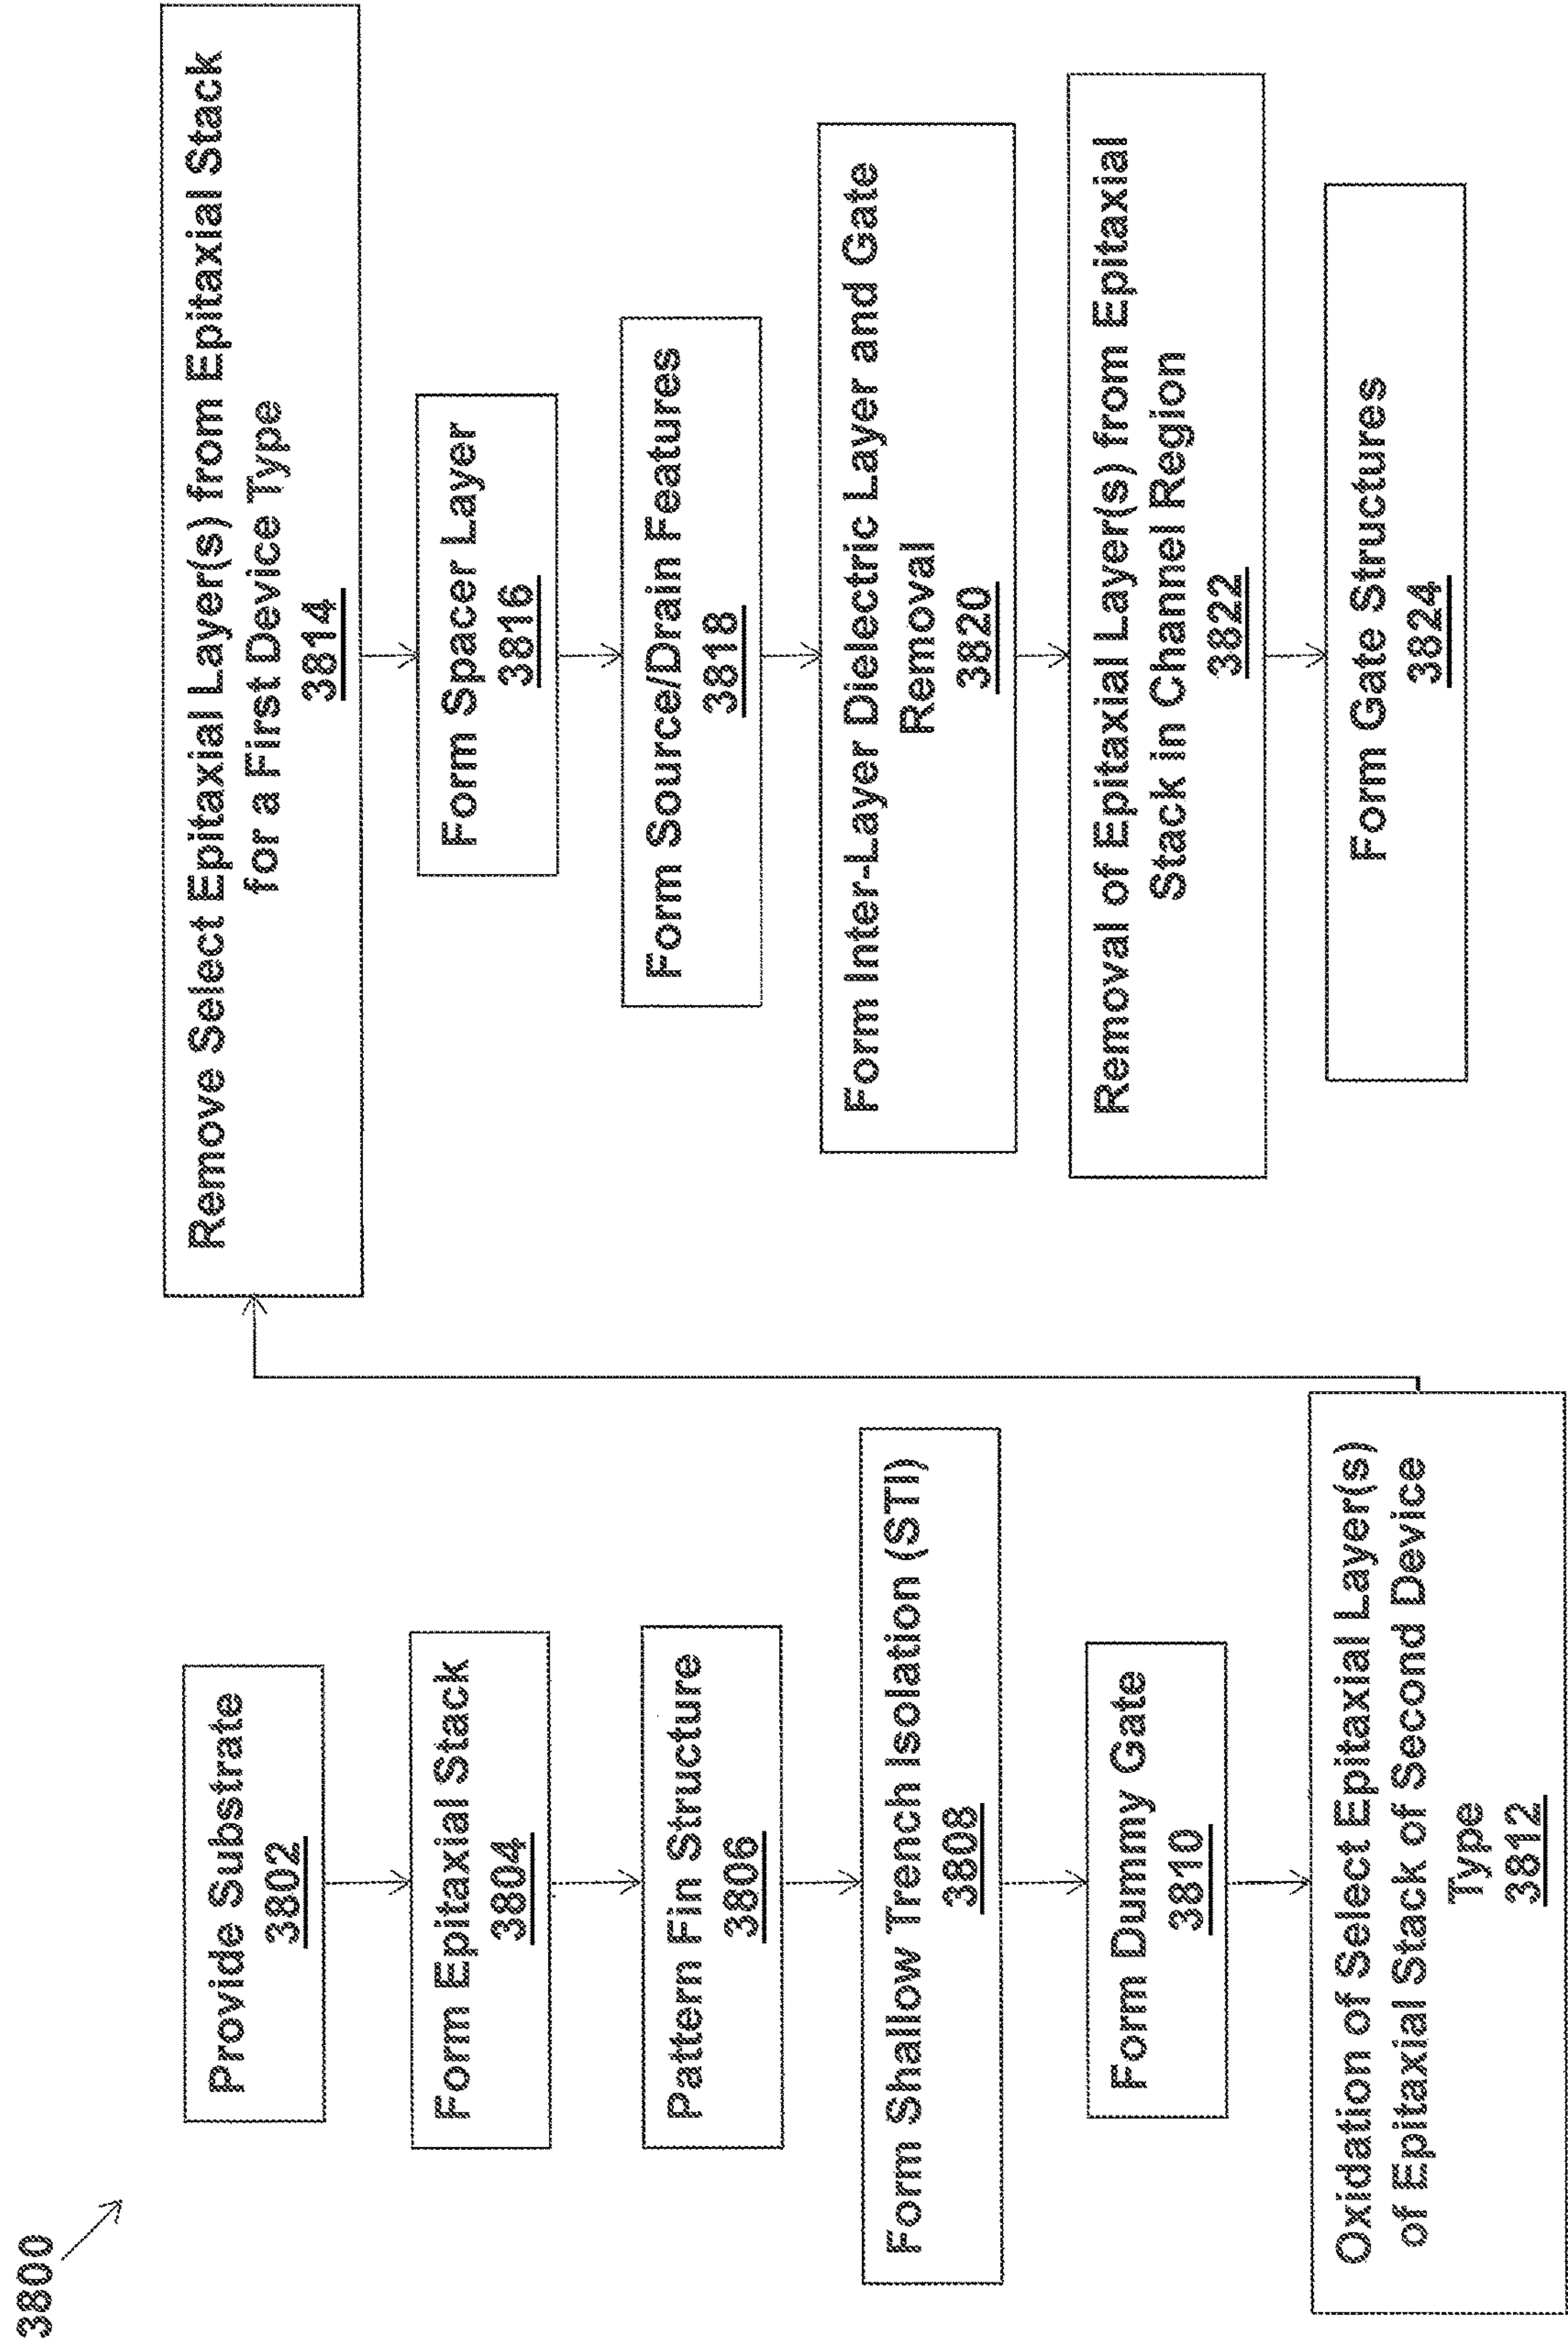 3800
Provide Substrate
3802
Form Epitaxial Stack
3804
Pattern Fin Structure
3806
Form Shallow Trench Isolation (STI)
3808
Form Dummy Gate
3810
Oxidation of Select Epitaxial Layer(s)
of Epitaxial Stack of Second Device
Type
3812
Remove Select Epitaxial Layer(s) from Epitaxial Stack
for a First Device Type
3814
Form Spacer Layer
3816
Form Source/Drain Features
3818
Form Inter-Layer Dielectric Layer and Gate
Removal
3820
Removal of Epitaxial Layer(s) from Epitaxial
Stack in Channel Region
3822
Form Gate Structures
3824